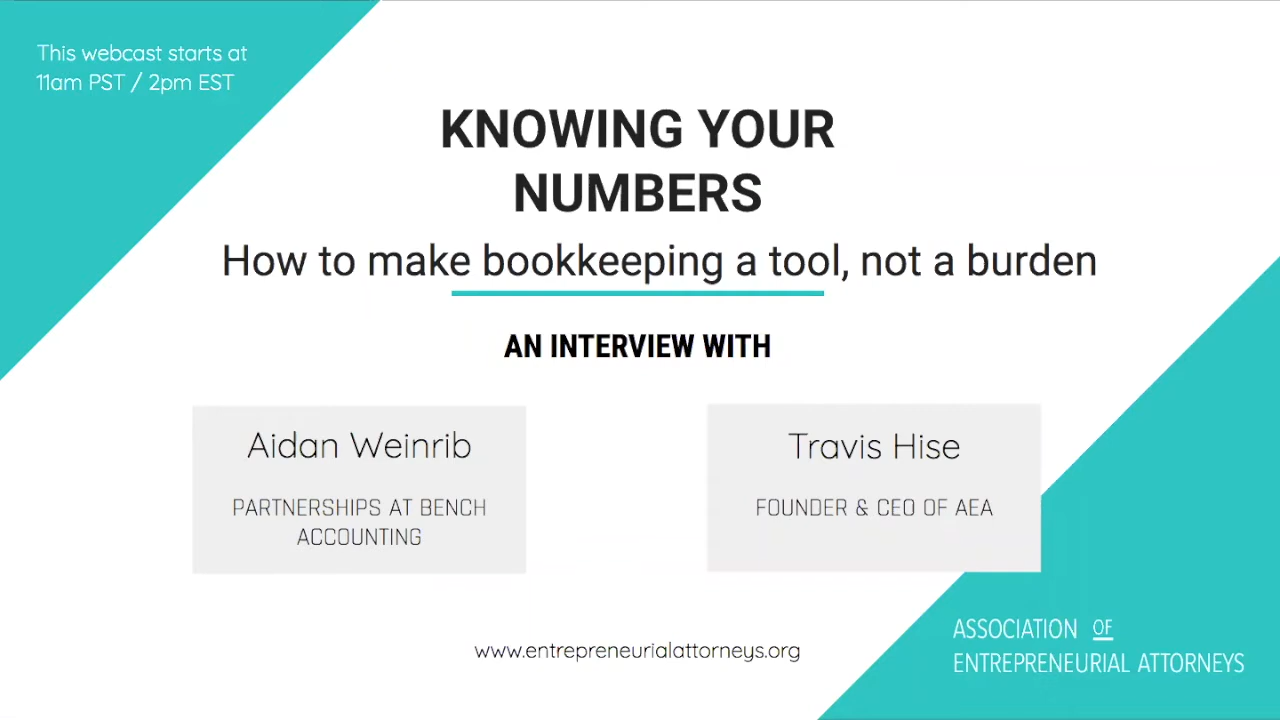 This webcast starts at
11am PST / 2pm EST
KNOWING YOUR
NUMBERS
How to make bookkeeping a tool, not a burden
AN INTERVIEW WITH
Aidan Weinrib
PARTNERSHIPS AT BENCH
ACCOUNTING
Travis Hise
FOUNDER & CEO OF AEA
www.entrepreneurialattorneys.org
ASSOCIATION OF
ENTREPRENEURIAL ATTORNEYS